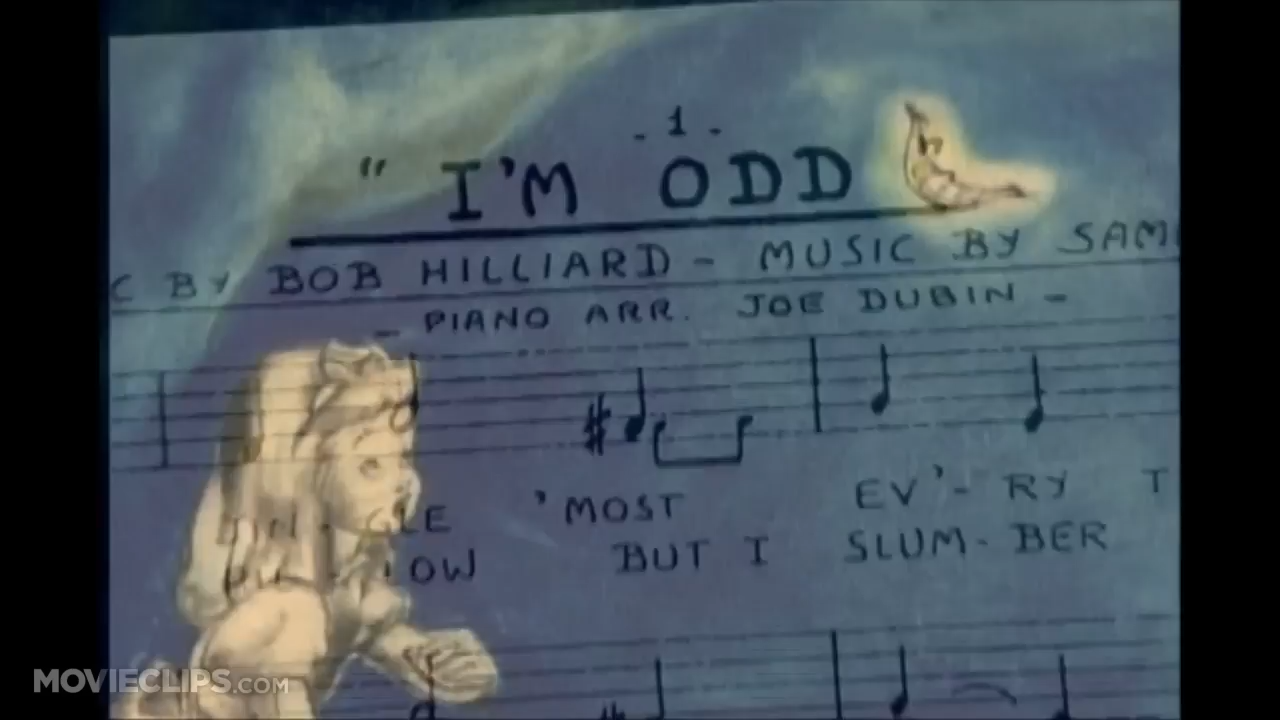 - 1 -
" I'M ODD
C BY BOB HILLIARD - MUSIC BY SAM
- PIANO ARR. JOE DUBIN -
'MOST EV'-RY T
OW BUT I SLUM-BER
MOVIECLIPS.COM